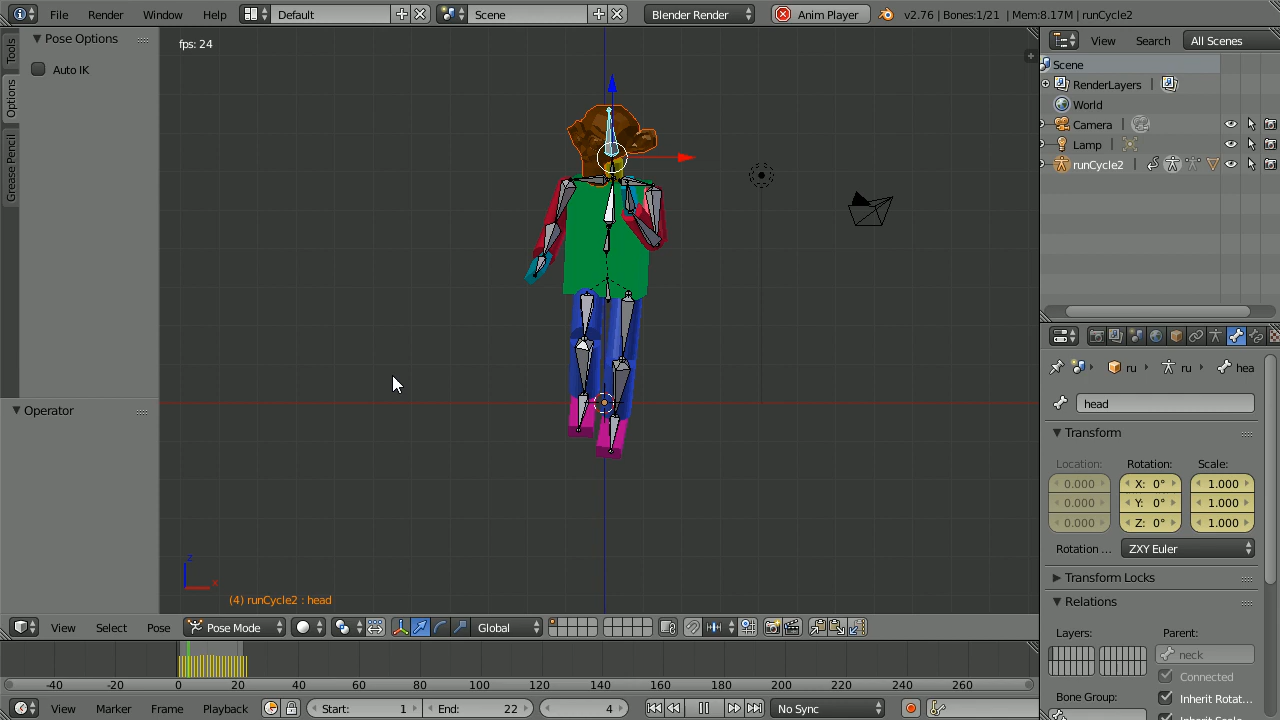 File Render Window Help Default Scene Blender Render Anim Player v2.76 | Bones:1/21 | Mem:8.17M | runCycle2
Pose Options
Auto IK
Tools
Options
Grease Pencil
Operator
fps: 24
z
x
(4) runCycle2 : head
View Search All Scenes
Scene
RenderLayers |
World
Camera |
Lamp |
runCycle2 |
ru ru hea
head
Transform
Location: Rotation: Scale:
0.000 X: 0° 1.000
0.000 Y: 0° 1.000
0.000 Z: 0° 1.000
Rotation ... ZXY Euler
Transform Locks
Relations
Layers: Parent:
neck
Connected
Bone Group: Inherit Rotat...
View Select Pose Pose Mode Global
-40 -20 0 20 40 60 80 100 120 140 160 180 200 220 240 260
View Marker Frame Playback Start: 1 End: 22 4 No Sync